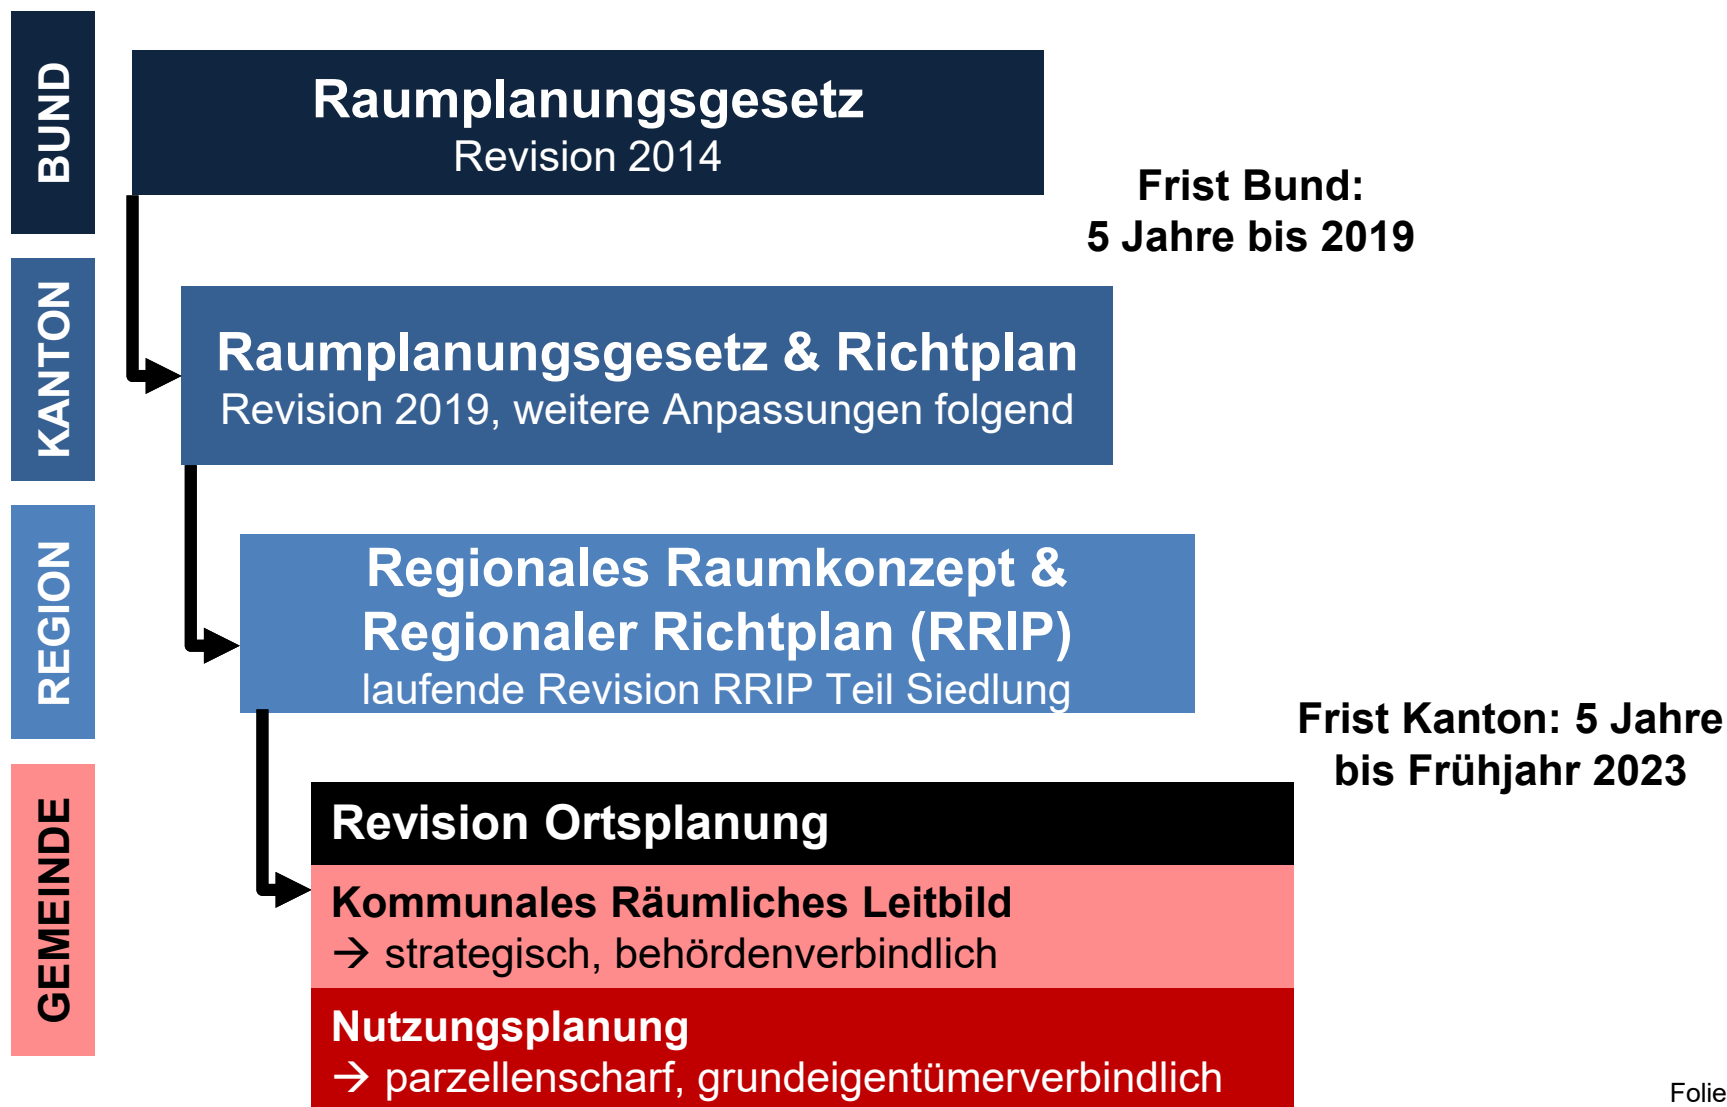 BUND
Raumplanungsgesetz
Revision 2014
Frist Bund:
5 Jahre bis 2019
KANTON
Raumplanungsgesetz & Richtplan
Revision 2019, weitere Anpassungen folgend
REGION
Regionales Raumkonzept &
Regionaler Richtplan (RRIP)
laufende Revision RRIP Teil Siedlung
Frist Kanton: 5 Jahre
bis Frühjahr 2023
GEMEINDE
Revision Ortsplanung
Kommunales Räumliches Leitbild
→ strategisch, behördenverbindlich
Nutzungsplanung
→ parzellenscharf, grundeigentümerverbindlich
Folie